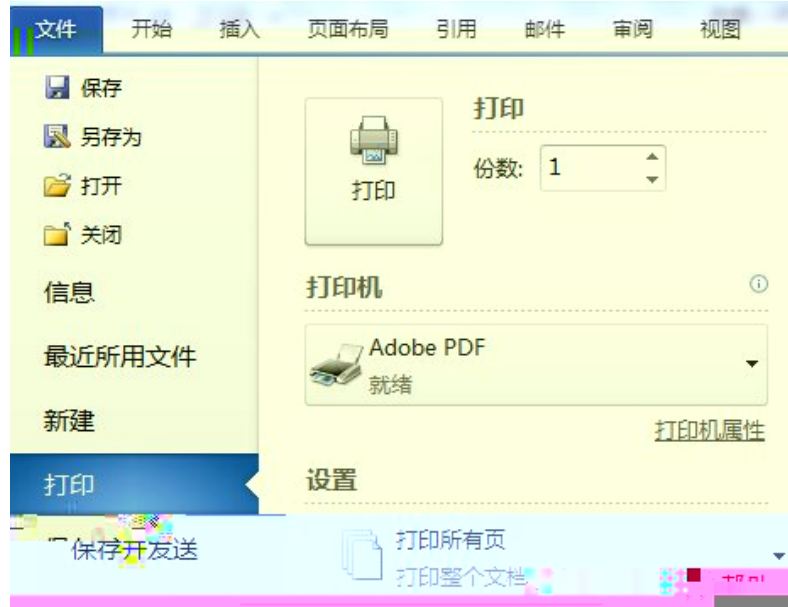 文件 开始 插入 页面布局 引用 邮件 审阅 视图
保存
另存为
打开
关闭
信息
最近所用文件
新建
打印
保存并发送
打印
打印
份数: 1
打印机
Adobe PDF
就绪
打印机属性
设置
打印所有页
打印整个文档